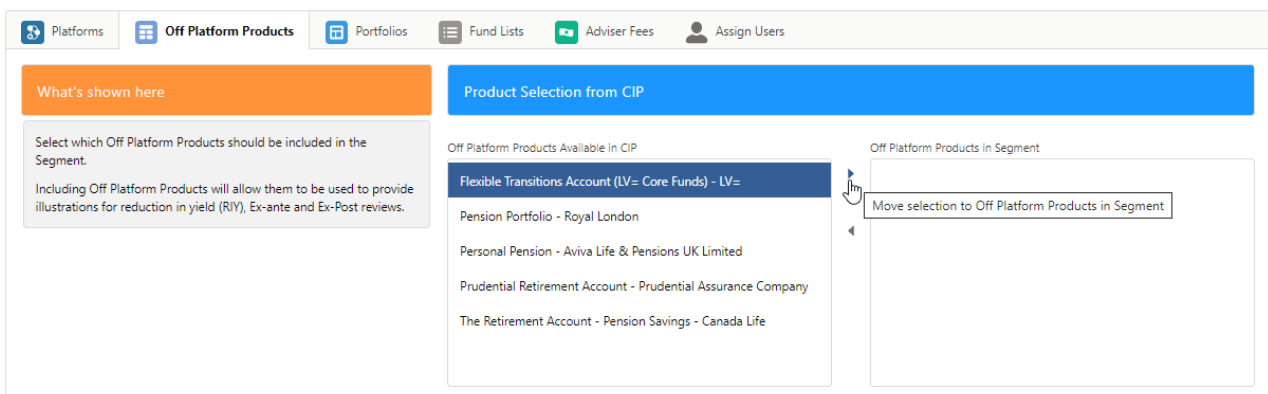 Platforms
Off Platform Products
Portfolios
Fund Lists
Adviser Fees
Assign Users
What's shown here
Product Selection from CIP
Select which Off Platform Products should be included in the
Segment.
Including Off Platform Products will allow them to be used to provide
illustrations for reduction in yield (RIY), Ex-ante and Ex-Post reviews.
Off Platform Products Available in CIP
Flexible Transitions Account (LV= Core Funds) - LV=
Pension Portfolio - Royal London
Personal Pension - Aviva Life & Pensions UK Limited
Prudential Retirement Account - Prudential Assurance Company
The Retirement Account - Pension Savings - Canada Life
Off Platform Products in Segment
Move selection to Off Platform Products in Segment